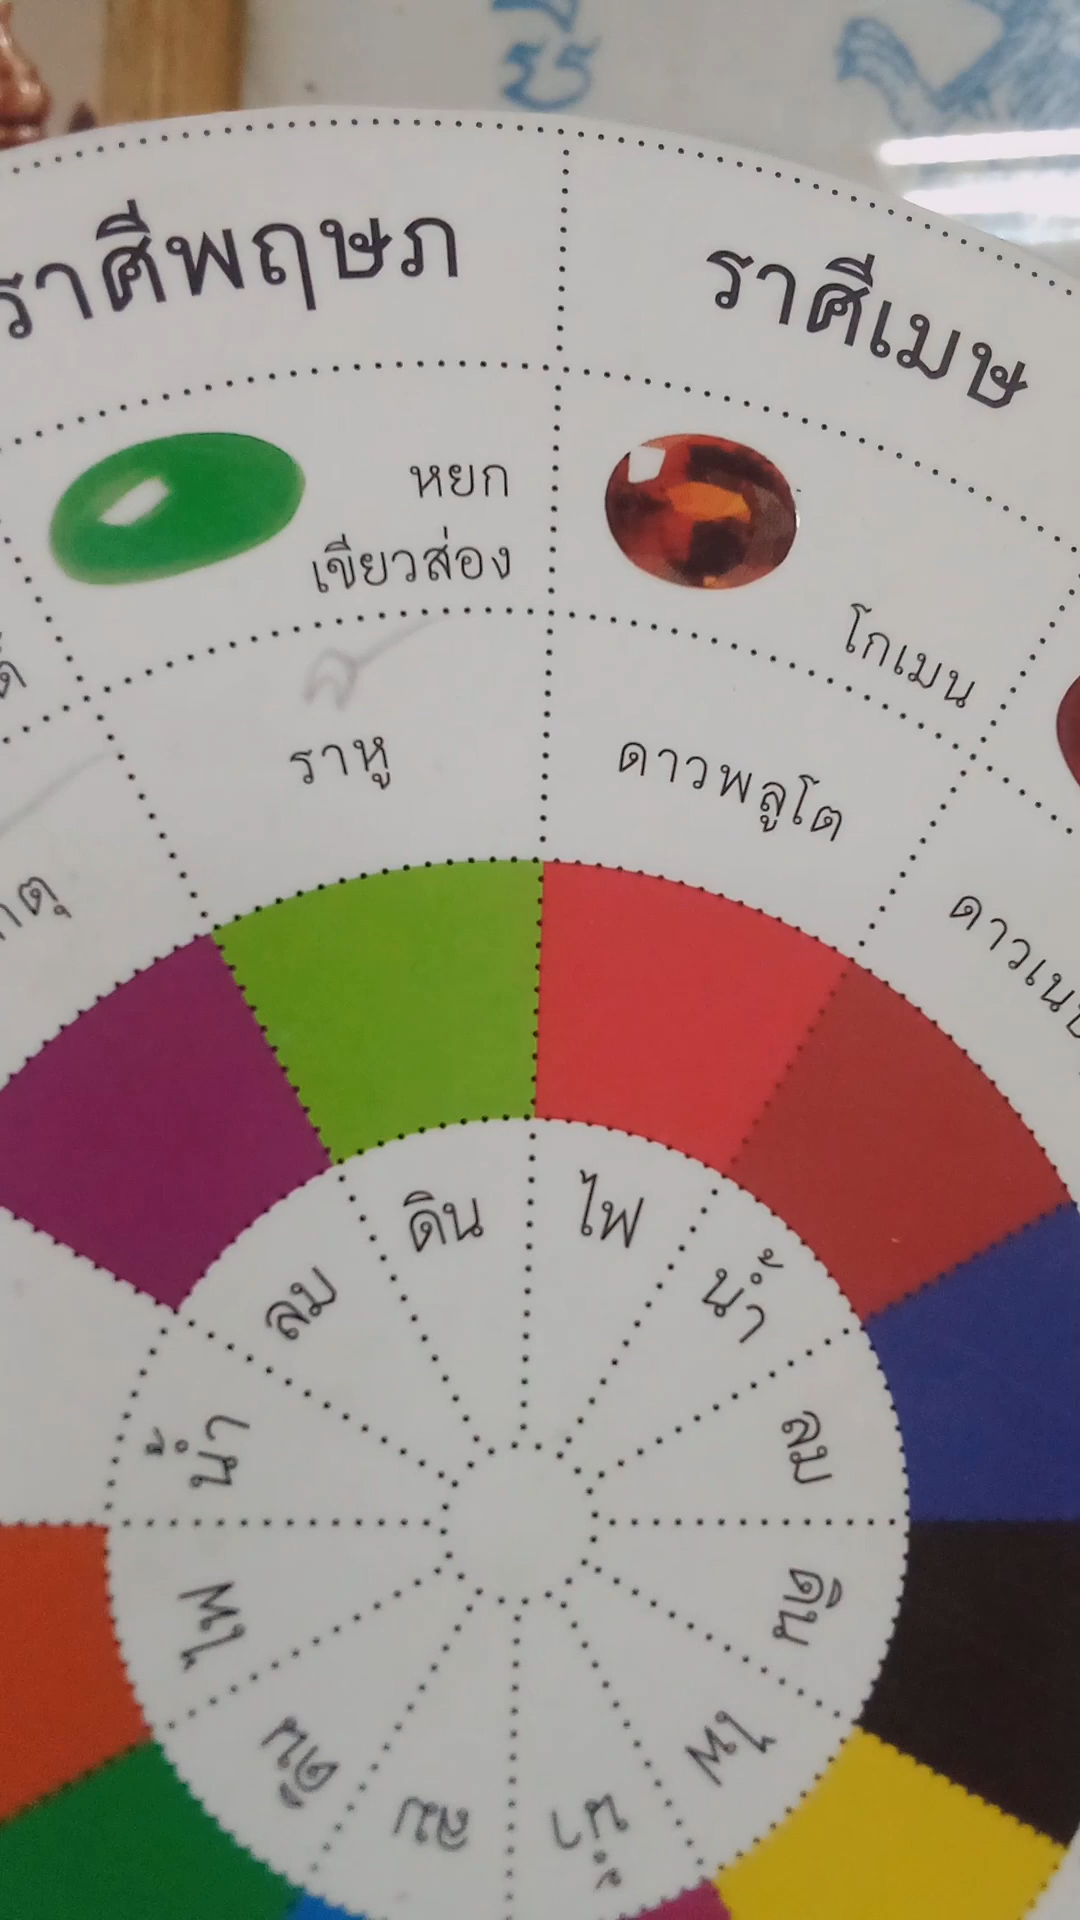 ราศีพฤษภ
ราศีเมษ
หยก
เขียวส่อง
โกเมน
ราหู
ดาวพลูโต
ดิน
ไฟ
น้ำ
ลม
ดิน
ไฟ
น้ำ
ลม
ดิน
ไฟ
น้ำ
ลม